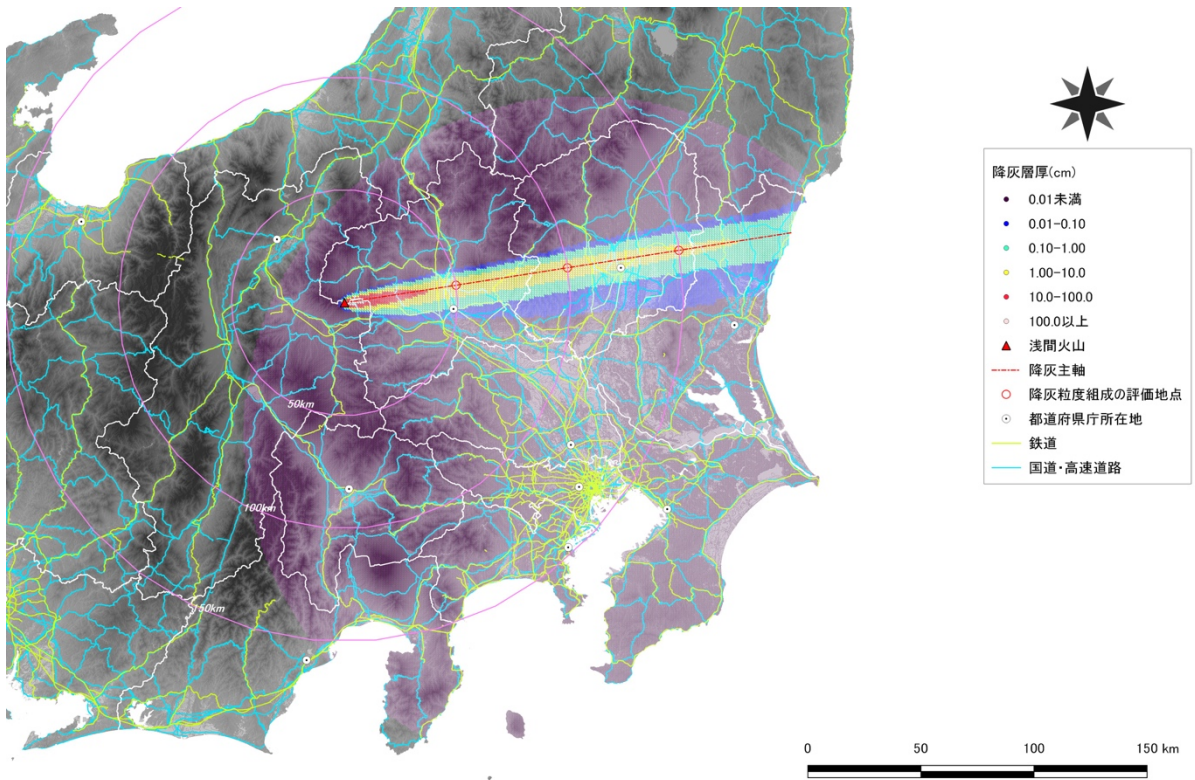 降灰層厚(cm)
0.01未満
0.01-0.10
0.10-1.00
1.00-10.0
10.0-100.0
100.0以上
浅間火山
降灰主軸
降灰粒度組成の評価地点
都道府県庁所在地
鉄道
国道・高速道路
50km
100km
150km
0 50 100 150 km